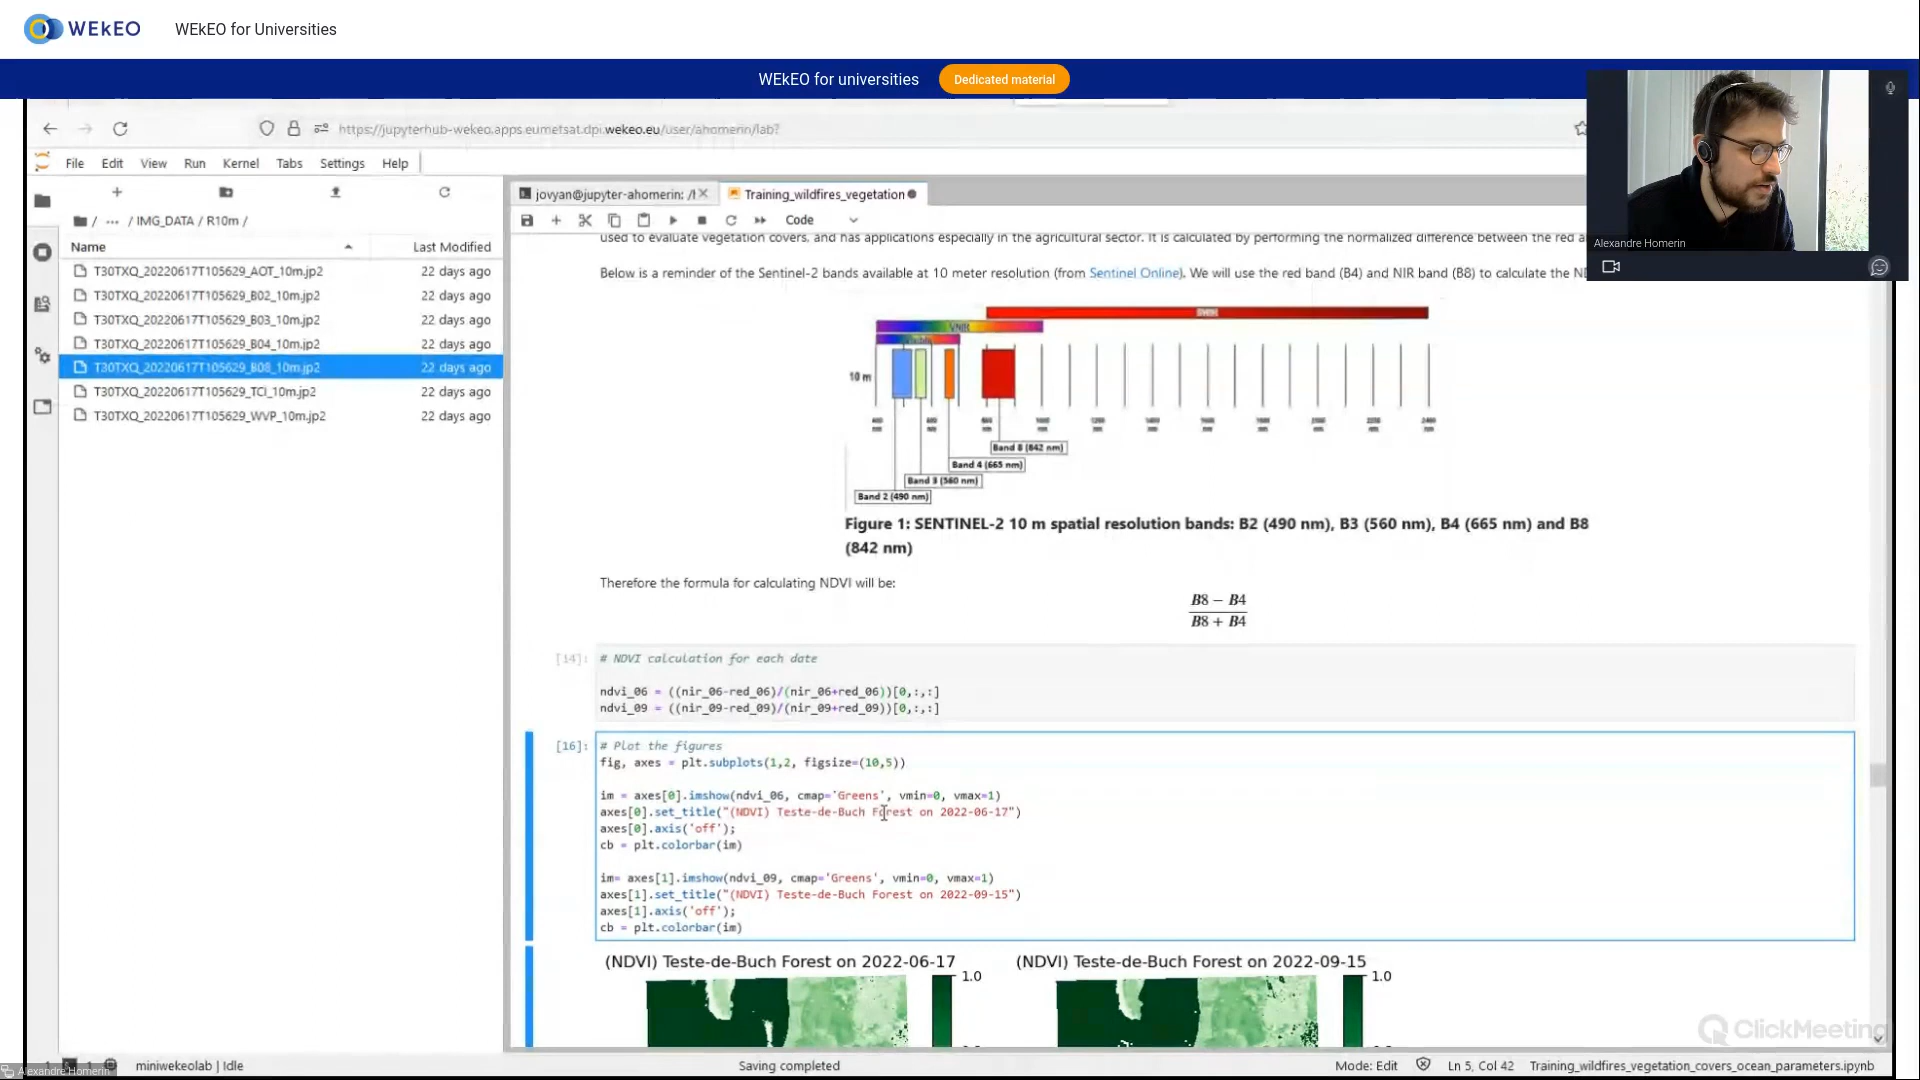 WEkEO
WEkEO for Universities
WEkEO for universities
Dedicated material
https://jupyterhub-wekeo.apps.eumetsat.dpi.wekeo.eu/user/ahomerin/lab?
Alexandre Homerin
File Edit View Run Kernel Tabs Settings Help
jovyan@jupyter-ahomerin: /t
Training_wildfires_vegetation
/ ··· / IMG_DATA / R10m /
Code
Name Last Modified
T30TXQ_20220617T105629_AOT_10m.jp2 22 days ago
T30TXQ_20220617T105629_B02_10m.jp2 22 days ago
T30TXQ_20220617T105629_B03_10m.jp2 22 days ago
T30TXQ_20220617T105629_B04_10m.jp2 22 days ago
T30TXQ_20220617T105629_B08_10m.jp2 22 days ago
T30TXQ_20220617T105629_TCI_10m.jp2 22 days ago
T30TXQ_20220617T105629_WVP_10m.jp2 22 days ago
used to evaluate vegetation covers, and has applications especially in the agricultural sector. It is calculated by performing the normalized difference between the red a
Below is a reminder of the Sentinel-2 bands available at 10 meter resolution (from Sentinel Online). We will use the red band (B4) and NIR band (B8) to calculate the ND
SWIR
VNIR
10 m
Band 8 (842 nm)
Band 4 (665 nm)
Band 3 (560 nm)
Band 2 (490 nm)
Figure 1: SENTINEL-2 10 m spatial resolution bands: B2 (490 nm), B3 (560 nm), B4 (665 nm) and B8
(842 nm)
Therefore the formula for calculating NDVI will be:
B8 − B4
B8 + B4
[14]: # NDVI calculation for each date
ndvi_06 = ((nir_06-red_06)/(nir_06+red_06))[0,:,:]
ndvi_09 = ((nir_09-red_09)/(nir_09+red_09))[0,:,:]
[16]: # Plot the figures
fig, axes = plt.subplots(1,2, figsize=(10,5))
im = axes[0].imshow(ndvi_06, cmap='Greens', vmin=0, vmax=1)
axes[0].set_title("(NDVI) Teste-de-Buch Forest on 2022-06-17")
axes[0].axis('off');
cb = plt.colorbar(im)
im= axes[1].imshow(ndvi_09, cmap='Greens', vmin=0, vmax=1)
axes[1].set_title("(NDVI) Teste-de-Buch Forest on 2022-09-15")
axes[1].axis('off');
cb = plt.colorbar(im)
(NDVI) Teste-de-Buch Forest on 2022-06-17
1.0
(NDVI) Teste-de-Buch Forest on 2022-09-15
1.0
ClickMeeting
miniwekeolab | Idle
Saving completed
Mode: Edit
Ln 5, Col 42
Training_wildfires_vegetation_covers_ocean_parameters.ipynb
Alexandre Homerin